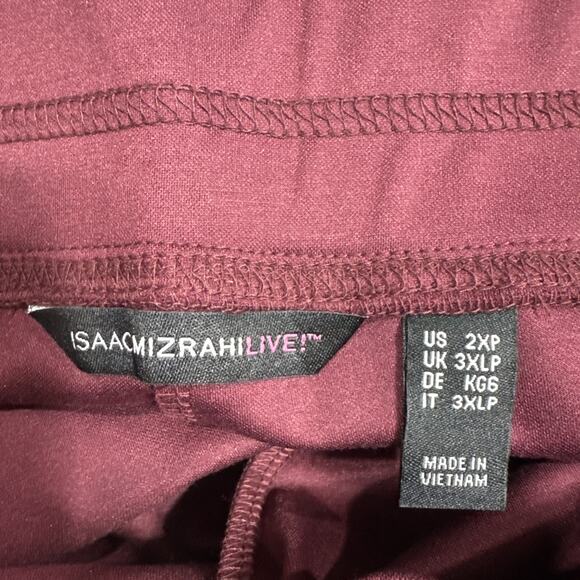 ISAACMIZRAHILIVE!™
US 2XP
UK 3XLP
DE KG6
IT 3XLP
MADE IN
VIETNAM